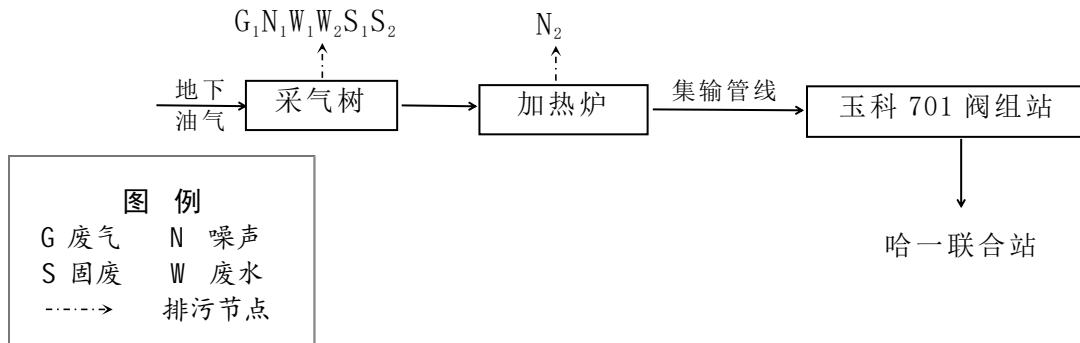 G₁N₁W₁W₂S₁S₂
N₂
地下
油气
采气树
加热炉
集输管线
玉科 701 阀组站
哈一联合站
图 例
G 废气 N 噪声
S 固废 W 废水
排污节点